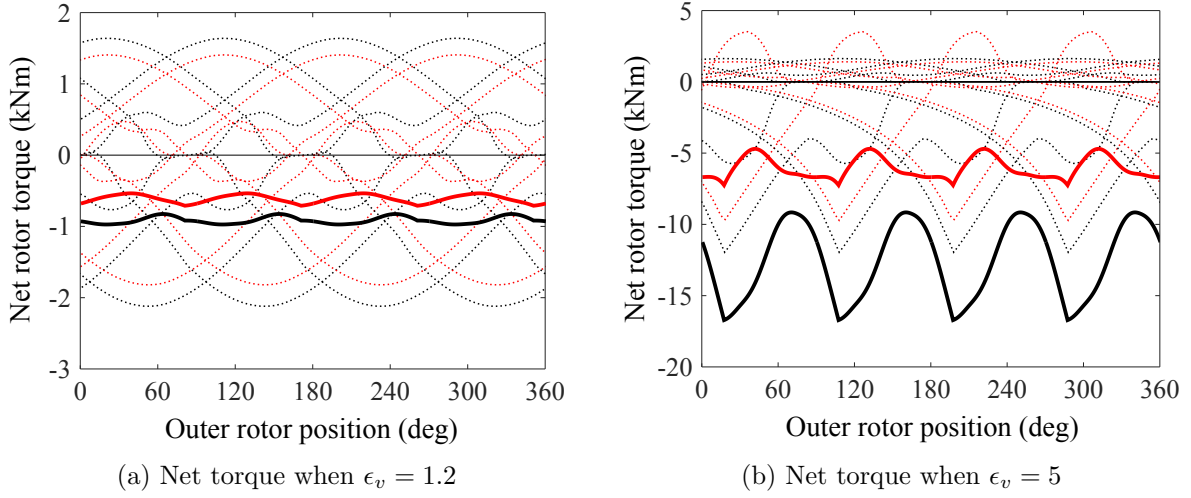 Net rotor torque (kNm)
2
1
0
-1
-2
-3
0 60 120 180 240 300 360
Outer rotor position (deg)
(a) Net torque when ϵ_v = 1.2
Net rotor torque (kNm)
5
0
-5
-10
-15
-20
0 60 120 180 240 300 360
Outer rotor position (deg)
(b) Net torque when ϵ_v = 5